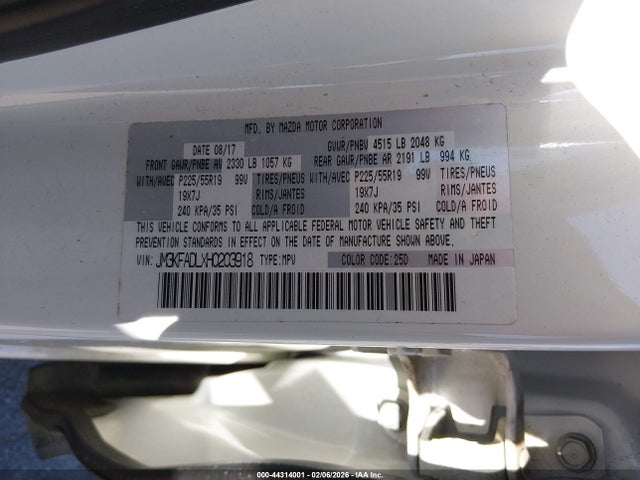 MFD. BY MAZDA MOTOR CORPORATION
DATE 08/17 GVWR/PNBV 4515 LB 2048 KG
FRONT GAWR/PNBE AV 2330 LB 1057 KG REAR GAWR/PNBE AR 2191 LB 994 KG
WITH/AVEC P225/55R19 99V TIRES/PNEUS WITH/AVEC P225/55R19 99V TIRES/PNEUS
19X7J RIMS/JANTES 19X7J RIMS/JANTES
240 KPA/35 PSI COLD/A FROID 240 KPA/35 PSI COLD/A FROID
THIS VEHICLE CONFORMS TO ALL APPLICABLE FEDERAL MOTOR VEHICLE SAFETY AND THEFT
PREVENTION STANDARDS IN EFFECT ON THE DATE OF MANUFACTURE SHOWN ABOVE.
VIN: JM3KFADLXH0203918 TYPE: MPV COLOR CODE: 25D MADE IN JAPAN
000-44314001 | 02/06/2026 | IAA Inc.